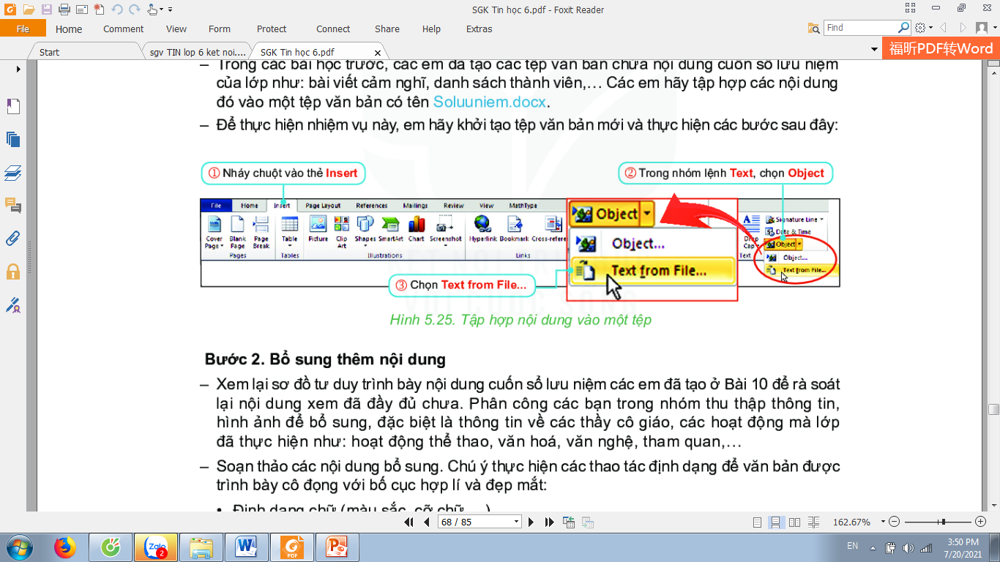 SGK Tin học 6.pdf - Foxit Reader
File Home Comment View Form Protect Connect Share Help Extras
Find
Start
sgv TIN lop 6 ket noi....
SGK Tin học 6.pdf
福昕PDF转Word
– Trong các bài học trước, các em đã tạo các tệp văn bản chứa nội dung cuốn sổ lưu niệm
của lớp như: bài viết cảm nghĩ, danh sách thành viên,... Các em hãy tập hợp các nội dung
đó vào một tệp văn bản có tên Soluuniem.docx.
– Để thực hiện nhiệm vụ này, em hãy khởi tạo tệp văn bản mới và thực hiện các bước sau đây:
① Nháy chuột vào thẻ Insert
② Trong nhóm lệnh Text, chọn Object
File Home Insert Page Layout References Mailings Review View MathType
Cover Page
Blank Page
Page Break
Pages
Table
Tables
Picture
Clip Art
Shapes
SmartArt
Chart
Screenshot
Illustrations
Hyperlink
Bookmark
Cross-refere
Links
Object
Object...
Text from File...
Drop Cap
Text
Signature Line
Date & Time
Object
Object...
Text from File...
③ Chọn Text from File...
Hình 5.25. Tập hợp nội dung vào một tệp
Bước 2. Bổ sung thêm nội dung
– Xem lại sơ đồ tư duy trình bày nội dung cuốn sổ lưu niệm các em đã tạo ở Bài 10 để rà soát
lại nội dung xem đã đầy đủ chưa. Phân công các bạn trong nhóm thu thập thông tin,
hình ảnh để bổ sung, đặc biệt là thông tin về các thầy cô giáo, các hoạt động mà lớp
đã thực hiện như: hoạt động thể thao, văn hoá, văn nghệ, tham quan,...
– Soạn thảo các nội dung bổ sung. Chú ý thực hiện các thao tác định dạng để văn bản được
trình bày cô đọng với bố cục hợp lí và đẹp mắt:
• Định dạng chữ (màu sắc, cỡ chữ,...)
68 / 85
162.67%
Zalo
2
PDF
EN
3:50 PM
7/20/2021